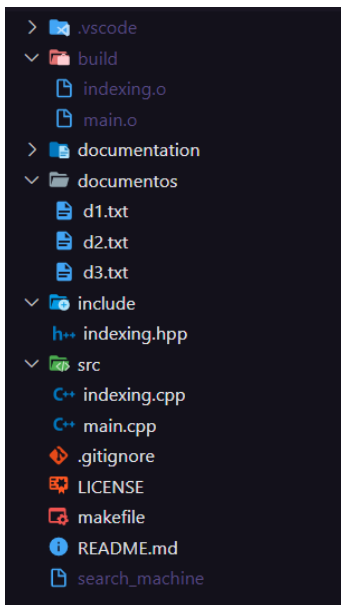 .vscode
build
indexing.o
main.o
documentation
documentos
d1.txt
d2.txt
d3.txt
include
h++ indexing.hpp
src
C++ indexing.cpp
C++ main.cpp
.gitignore
LICENSE
makefile
README.md
search_machine